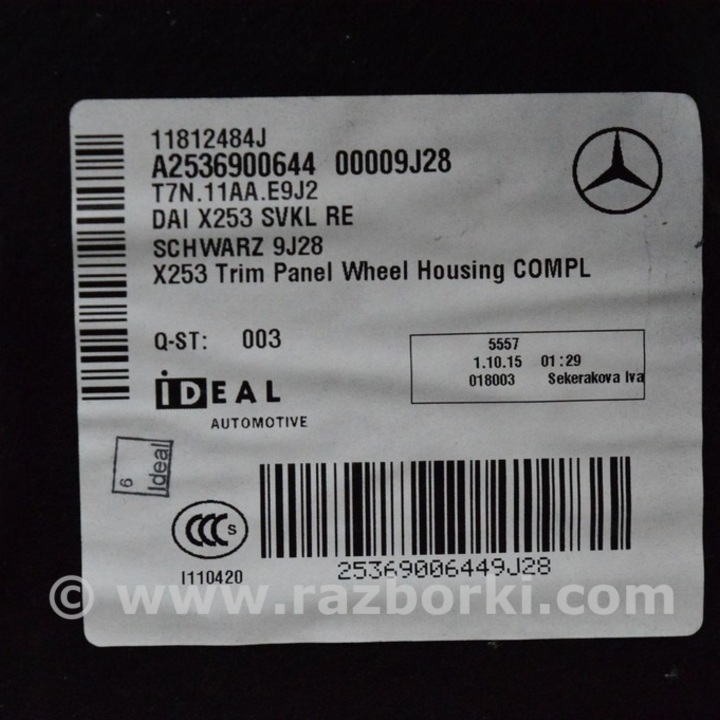 11812484J
A2536900644 00009J28
T7N.11AA.E9J2
DAI X253 SVKL RE
SCHWARZ 9J28
X253 Trim Panel Wheel Housing COMPL
Q-ST: 003
5557
1.10.15 01:29
018003 Sekerakova Iva
iDEAL
AUTOMOTIVE
6 Ideal
CCC S
I110420
25369006449J28
© www.razborki.com